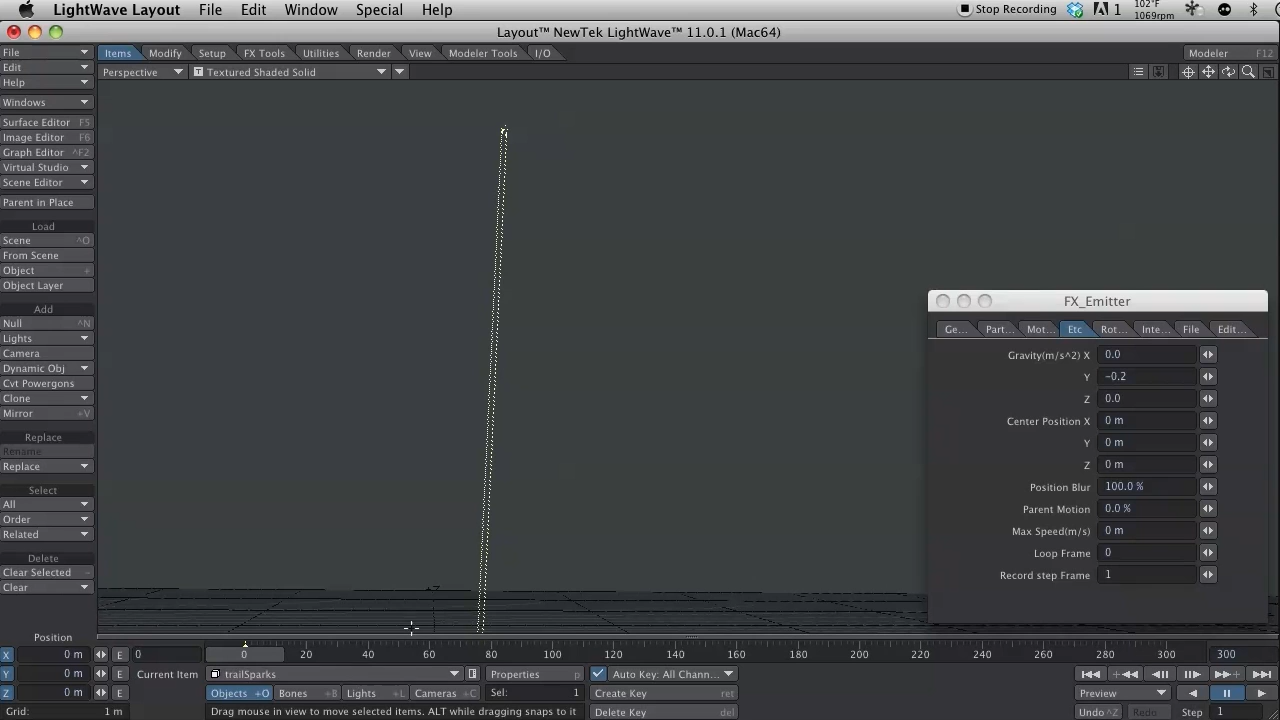 LightWave Layout File Edit Window Special Help Stop Recording 1 102°F 1069rpm
Layout™ NewTek LightWave™ 11.0.1 (Mac64)
File Items Modify Setup FX Tools Utilities Render View Modeler Tools I/O Modeler F12
Edit Perspective T Textured Shaded Solid
Help
Windows
Surface Editor F5
Image Editor F6
Graph Editor ^F2
Virtual Studio
Scene Editor
Parent in Place
Load
Scene ^O
From Scene
Object +
Object Layer
Add
Null ^N
Lights
Camera
Dynamic Obj
Cvt Powergons
Clone
Mirror +V
Replace
Rename
Replace
Select
All
Order
Related
Delete
Clear Selected -
Clear
FX_Emitter
Ge... Part... Mot... Etc Rot... Inte... File Edit...
Gravity(m/s^2) X 0.0
Y -0.2
Z 0.0
Center Position X 0 m
Y 0 m
Z 0 m
Position Blur 100.0 %
Parent Motion 0.0 %
Max Speed(m/s) 0 m
Loop Frame 0
Record step Frame 1
Position
X 0 m E 0 0 20 40 60 80 100 120 140 160 180 200 220 240 260 280 300 300
Y 0 m E Current Item trailSparks Properties p Auto Key: All Chann...
Z 0 m E Objects +O Bones +B Lights +L Cameras +C Sel: 1 Create Key ret Preview
Grid: 1 m Drag mouse in view to move selected items. ALT while dragging snaps to it Delete Key del Undo ^Z Redo Step 1